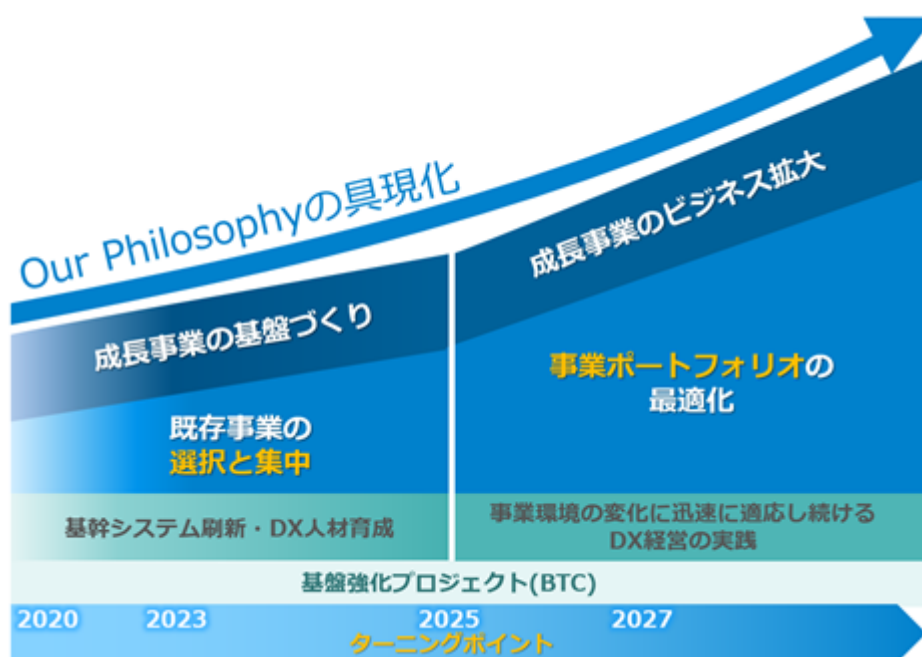 Our Philosophyの具現化
成長事業の基盤づくり
成長事業のビジネス拡大
既存事業の
選択と集中
事業ポートフォリオの
最適化
基幹システム刷新・DX人材育成
事業環境の変化に迅速に適応し続ける
DX経営の実践
基盤強化プロジェクト(BTC)
2020 2023 2025 2027
ターニングポイント